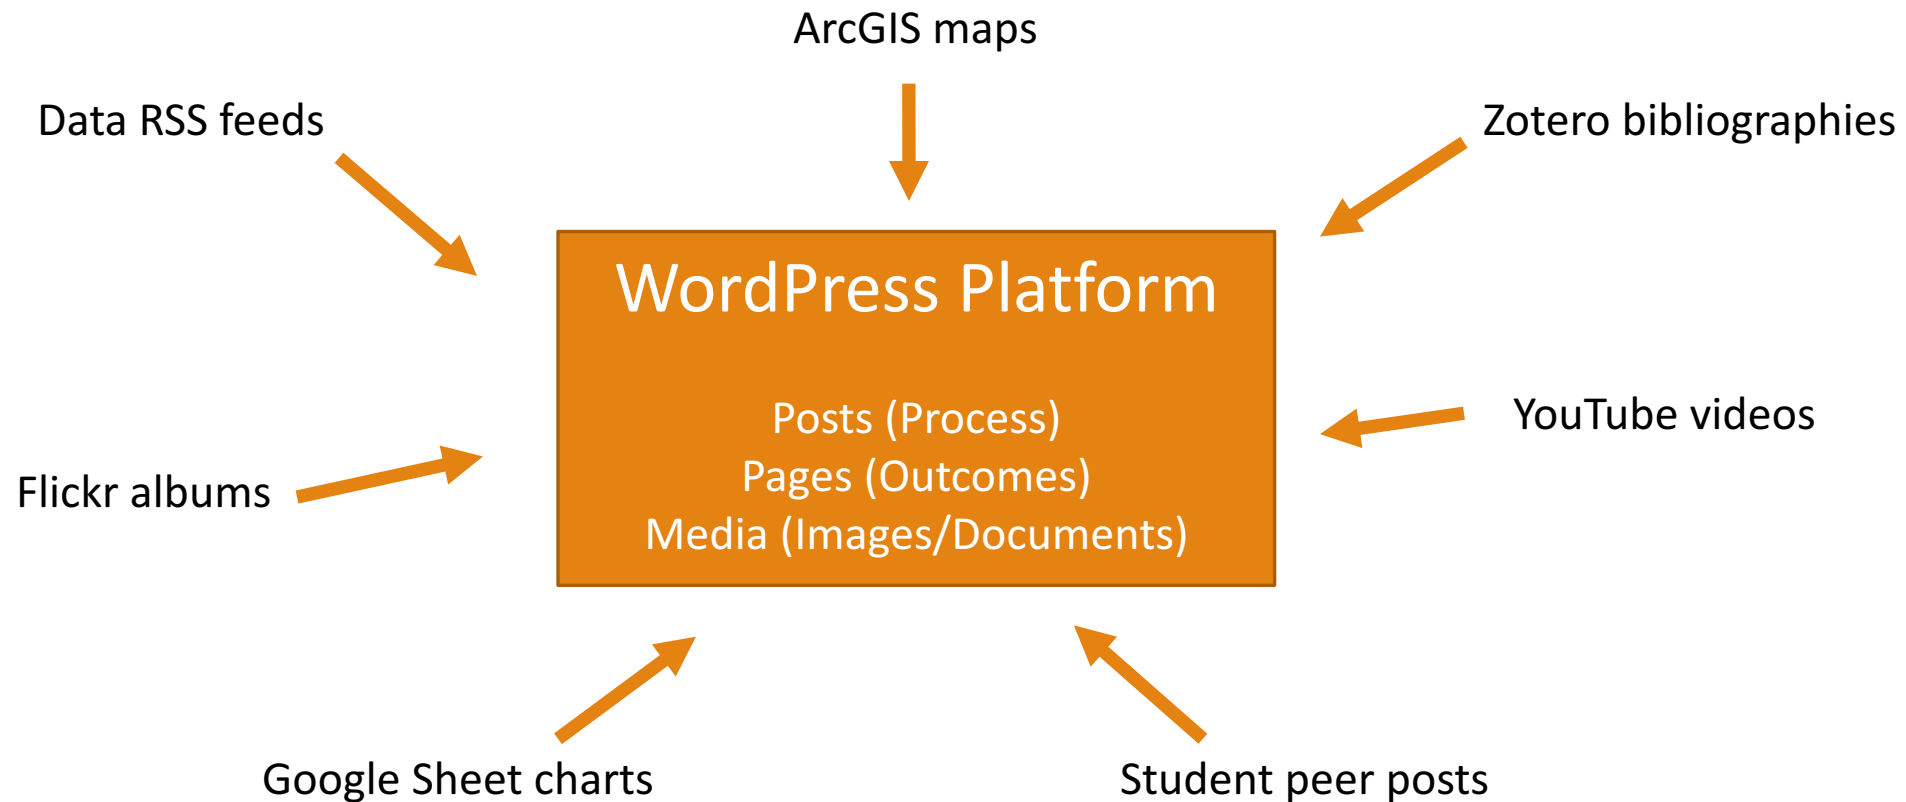 ArcGIS maps
Data RSS feeds
Zotero bibliographies
WordPress Platform
Posts (Process)
Pages (Outcomes)
Media (Images/Documents)
YouTube videos
Flickr albums
Google Sheet charts
Student peer posts